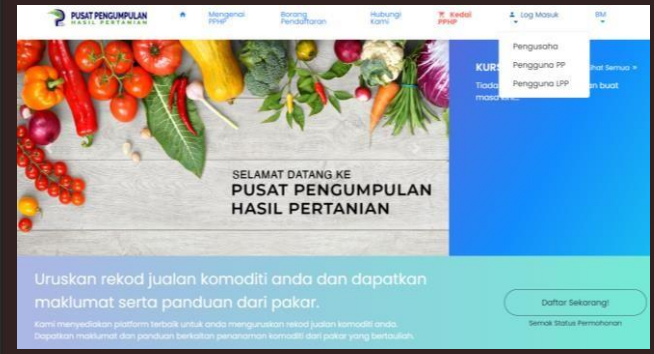 PUSAT PENGUMPULAN
HASIL PERTANIAN
Mengenai
PPHP
Borang
Pendaftaran
Hubungi
Kami
Kedai
PPHP
Log Masuk
BM
Pengusaha
Pengguna PP
Pengguna LPP
KURS
hat Semua »
Tiada
an buat
SELAMAT DATANG KE
PUSAT PENGUMPULAN
HASIL PERTANIAN
Uruskan rekod jualan komoditi anda dan dapatkan
maklumat serta panduan dari pakar.
Kami menyediakan platform terbaik untuk anda menguruskan rekod jualan komoditi anda.
Dapatkan maklumat dan panduan berkaitan penanaman komoditi dari pakar yang bertauliah.
Daftar Sekarang!
Semak Status Permohonan